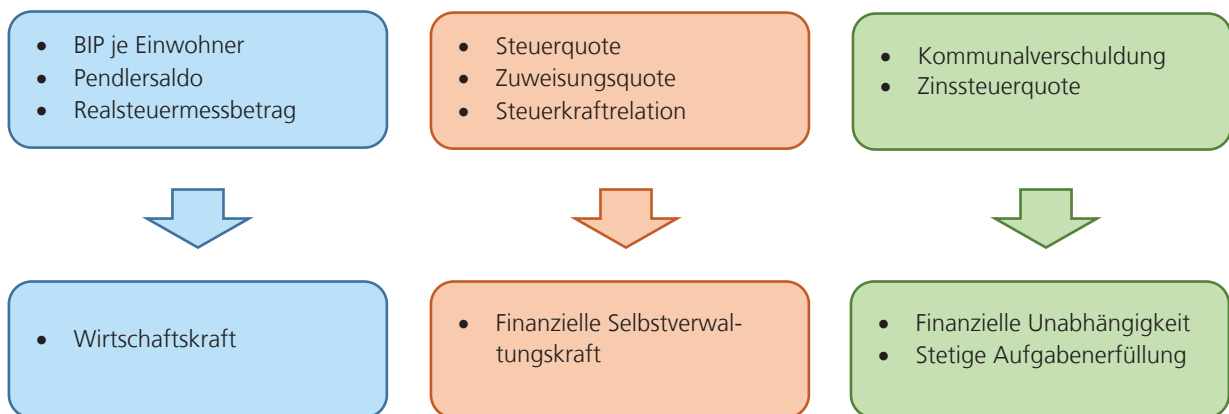 • BIP je Einwohner
• Pendlersaldo
• Realsteuermessbetrag
• Steuerquote
• Zuweisungsquote
• Steuerkraftrelation
• Kommunalverschuldung
• Zinssteuerquote
• Wirtschaftskraft
• Finanzielle Selbstverwal-
tungskraft
• Finanzielle Unabhängigkeit
• Stetige Aufgabenerfüllung